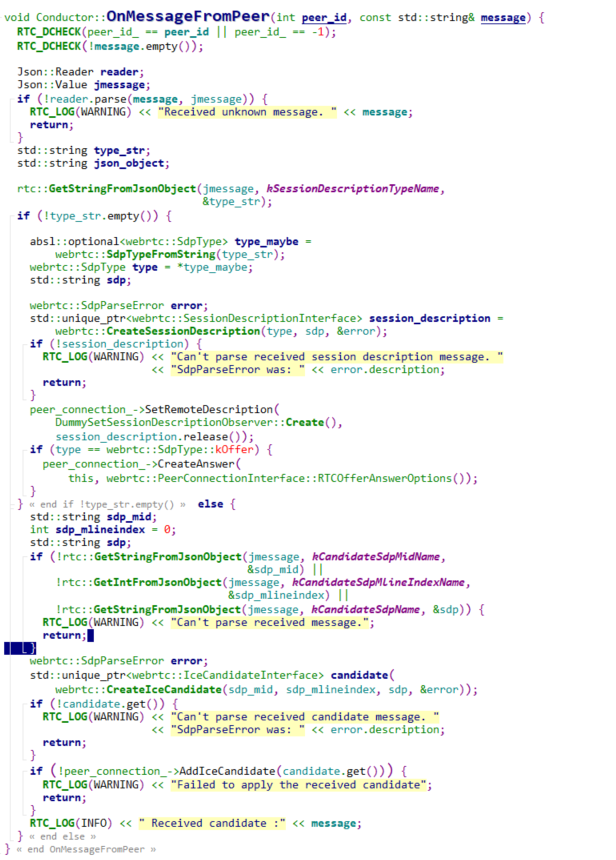 void Conductor::OnMessageFromPeer(int peer_id, const std::string& message) {
RTC_DCHECK(peer_id_ == peer_id || peer_id_ == -1);
RTC_DCHECK(!message.empty());
Json::Reader reader;
Json::Value jmessage;
if (!reader.parse(message, jmessage)) {
RTC_LOG(WARNING) << "Received unknown message. " << message;
return;
}
std::string type_str;
std::string json_object;
rtc::GetStringFromJsonObject(jmessage, kSessionDescriptionTypeName,
&type_str);
if (!type_str.empty()) {
absl::optional<webrtc::SdpType> type_maybe =
webrtc::SdpTypeFromString(type_str);
webrtc::SdpType type = *type_maybe;
std::string sdp;
webrtc::SdpParseError error;
std::unique_ptr<webrtc::SessionDescriptionInterface> session_description =
webrtc::CreateSessionDescription(type, sdp, &error);
if (!session_description) {
RTC_LOG(WARNING) << "Can't parse received session description message. "
<< "SdpParseError was: " << error.description;
return;
}
peer_connection_->SetRemoteDescription(
DummySetSessionDescriptionObserver::Create(),
session_description.release());
if (type == webrtc::SdpType::kOffer) {
peer_connection_->CreateAnswer(
this, webrtc::PeerConnectionInterface::RTCOfferAnswerOptions());
}
} « end if !type_str.empty() » else {
std::string sdp_mid;
int sdp_mlineindex = 0;
std::string sdp;
if (!rtc::GetStringFromJsonObject(jmessage, kCandidateSdpMidName,
&sdp_mid) ||
!rtc::GetIntFromJsonObject(jmessage, kCandidateSdpMlineIndexName,
&sdp_mlineindex) ||
!rtc::GetStringFromJsonObject(jmessage, kCandidateSdpName, &sdp)) {
RTC_LOG(WARNING) << "Can't parse received message.";
return;
}
webrtc::SdpParseError error;
std::unique_ptr<webrtc::IceCandidateInterface> candidate(
webrtc::CreateIceCandidate(sdp_mid, sdp_mlineindex, sdp, &error));
if (!candidate.get()) {
RTC_LOG(WARNING) << "Can't parse received candidate message. "
<< "SdpParseError was: " << error.description;
return;
}
if (!peer_connection_->AddIceCandidate(candidate.get())) {
RTC_LOG(WARNING) << "Failed to apply the received candidate";
return;
}
RTC_LOG(INFO) << " Received candidate :" << message;
} « end else »
} « end OnMessageFromPeer »